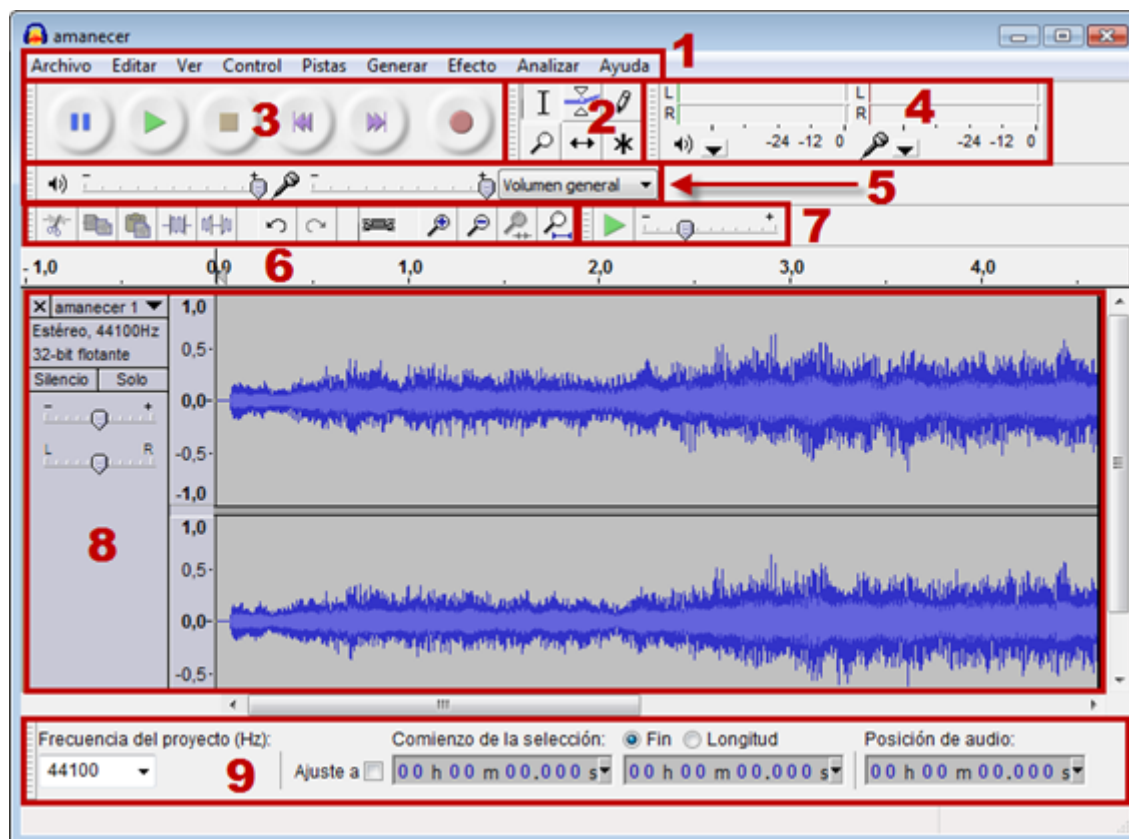 amanecer
1
Archivo Editar Ver Control Pistas Generar Efecto Analizar Ayuda
3
2
L
R
-24 -12 0
L
R
-24 -12 0
4
- +
- +
Volumen general
5
6
- +
7
- 1,0 0,0 1,0 2,0 3,0 4,0
X amanecer 1
Estéreo, 44100Hz
32-bit flotante
Silencio Solo
- +
L R
8
1,0
0,5-
0,0-
-0,5-
-1,0
1,0
0,5-
0,0-
-0,5-
Frecuencia del proyecto (Hz):
44100
9
Ajuste a
Comienzo de la selección:
00 h 00 m 00.000 s
Fin Longitud
00 h 00 m 00.000 s
Posición de audio:
00 h 00 m 00.000 s